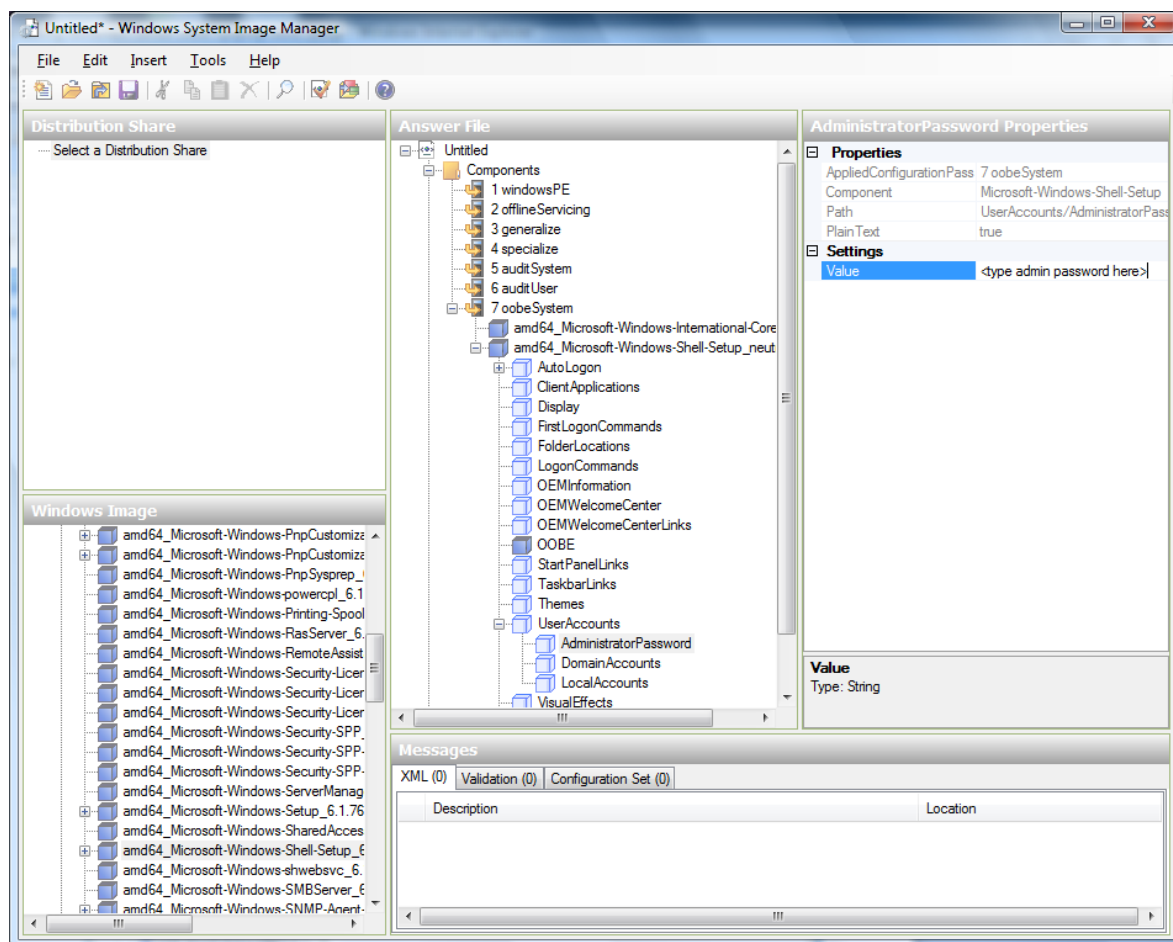 Untitled* - Windows System Image Manager
File Edit Insert Tools Help
Distribution Share
Select a Distribution Share
Windows Image
amd64_Microsoft-Windows-PnpCustomiza
amd64_Microsoft-Windows-PnpCustomiza
amd64_Microsoft-Windows-PnpSysprep_
amd64_Microsoft-Windows-powercpl_6.1
amd64_Microsoft-Windows-Printing-Spool
amd64_Microsoft-Windows-RasServer_6.
amd64_Microsoft-Windows-RemoteAssist
amd64_Microsoft-Windows-Security-Licer
amd64_Microsoft-Windows-Security-Licer
amd64_Microsoft-Windows-Security-Licer
amd64_Microsoft-Windows-Security-SPP_
amd64_Microsoft-Windows-Security-SPP-
amd64_Microsoft-Windows-Security-SPP-
amd64_Microsoft-Windows-ServerManag
amd64_Microsoft-Windows-Setup_6.1.76
amd64_Microsoft-Windows-SharedAcces
amd64_Microsoft-Windows-Shell-Setup_6
amd64_Microsoft-Windows-shwebsvc_6.
amd64_Microsoft-Windows-SMBServer_6
amd64_Microsoft-Windows-SNMP-Agent-
Answer File
Untitled
Components
1 windowsPE
2 offlineServicing
3 generalize
4 specialize
5 auditSystem
6 auditUser
7 oobeSystem
amd64_Microsoft-Windows-International-Core
amd64_Microsoft-Windows-Shell-Setup_neut
AutoLogon
ClientApplications
Display
FirstLogonCommands
FolderLocations
LogonCommands
OEMInformation
OEMWelcomeCenter
OEMWelcomeCenterLinks
OOBE
StartPanelLinks
TaskbarLinks
Themes
UserAccounts
AdministratorPassword
DomainAccounts
LocalAccounts
VisualEffects
AdministratorPassword Properties
Properties
AppliedConfigurationPass 7 oobeSystem
Component Microsoft-Windows-Shell-Setup
Path UserAccounts/AdministratorPass
PlainText true
Settings
Value <type admin password here>
Value
Type: String
Messages
XML (0) Validation (0) Configuration Set (0)
Description Location